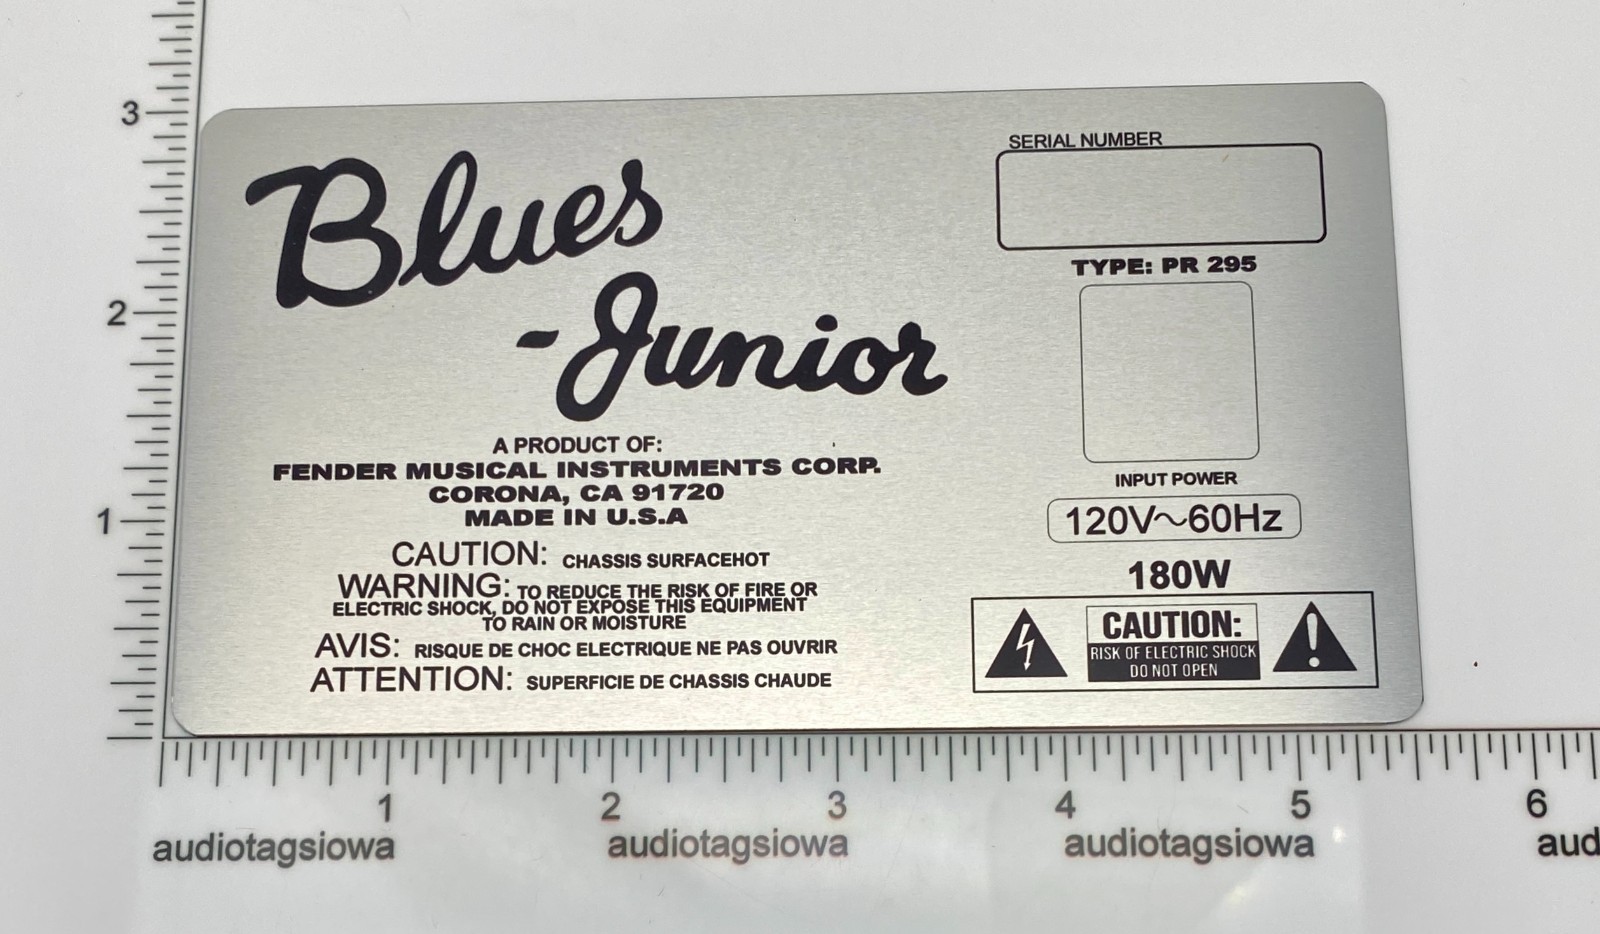 Blues
-Junior
A PRODUCT OF:
FENDER MUSICAL INSTRUMENTS CORP.
CORONA, CA 91720
MADE IN U.S.A
CAUTION: CHASSIS SURFACEHOT
WARNING: TO REDUCE THE RISK OF FIRE OR
ELECTRIC SHOCK, DO NOT EXPOSE THIS EQUIPMENT
TO RAIN OR MOISTURE
AVIS: RISQUE DE CHOC ELECTRIQUE NE PAS OUVRIR
ATTENTION: SUPERFICIE DE CHASSIS CHAUDE
SERIAL NUMBER
TYPE: PR 295
INPUT POWER
120V~60Hz
180W
CAUTION:
RISK OF ELECTRIC SHOCK
DO NOT OPEN
3
2
1
1 2 3 4 5 6
audiotagsiowa audiotagsiowa audiotagsiowa aud